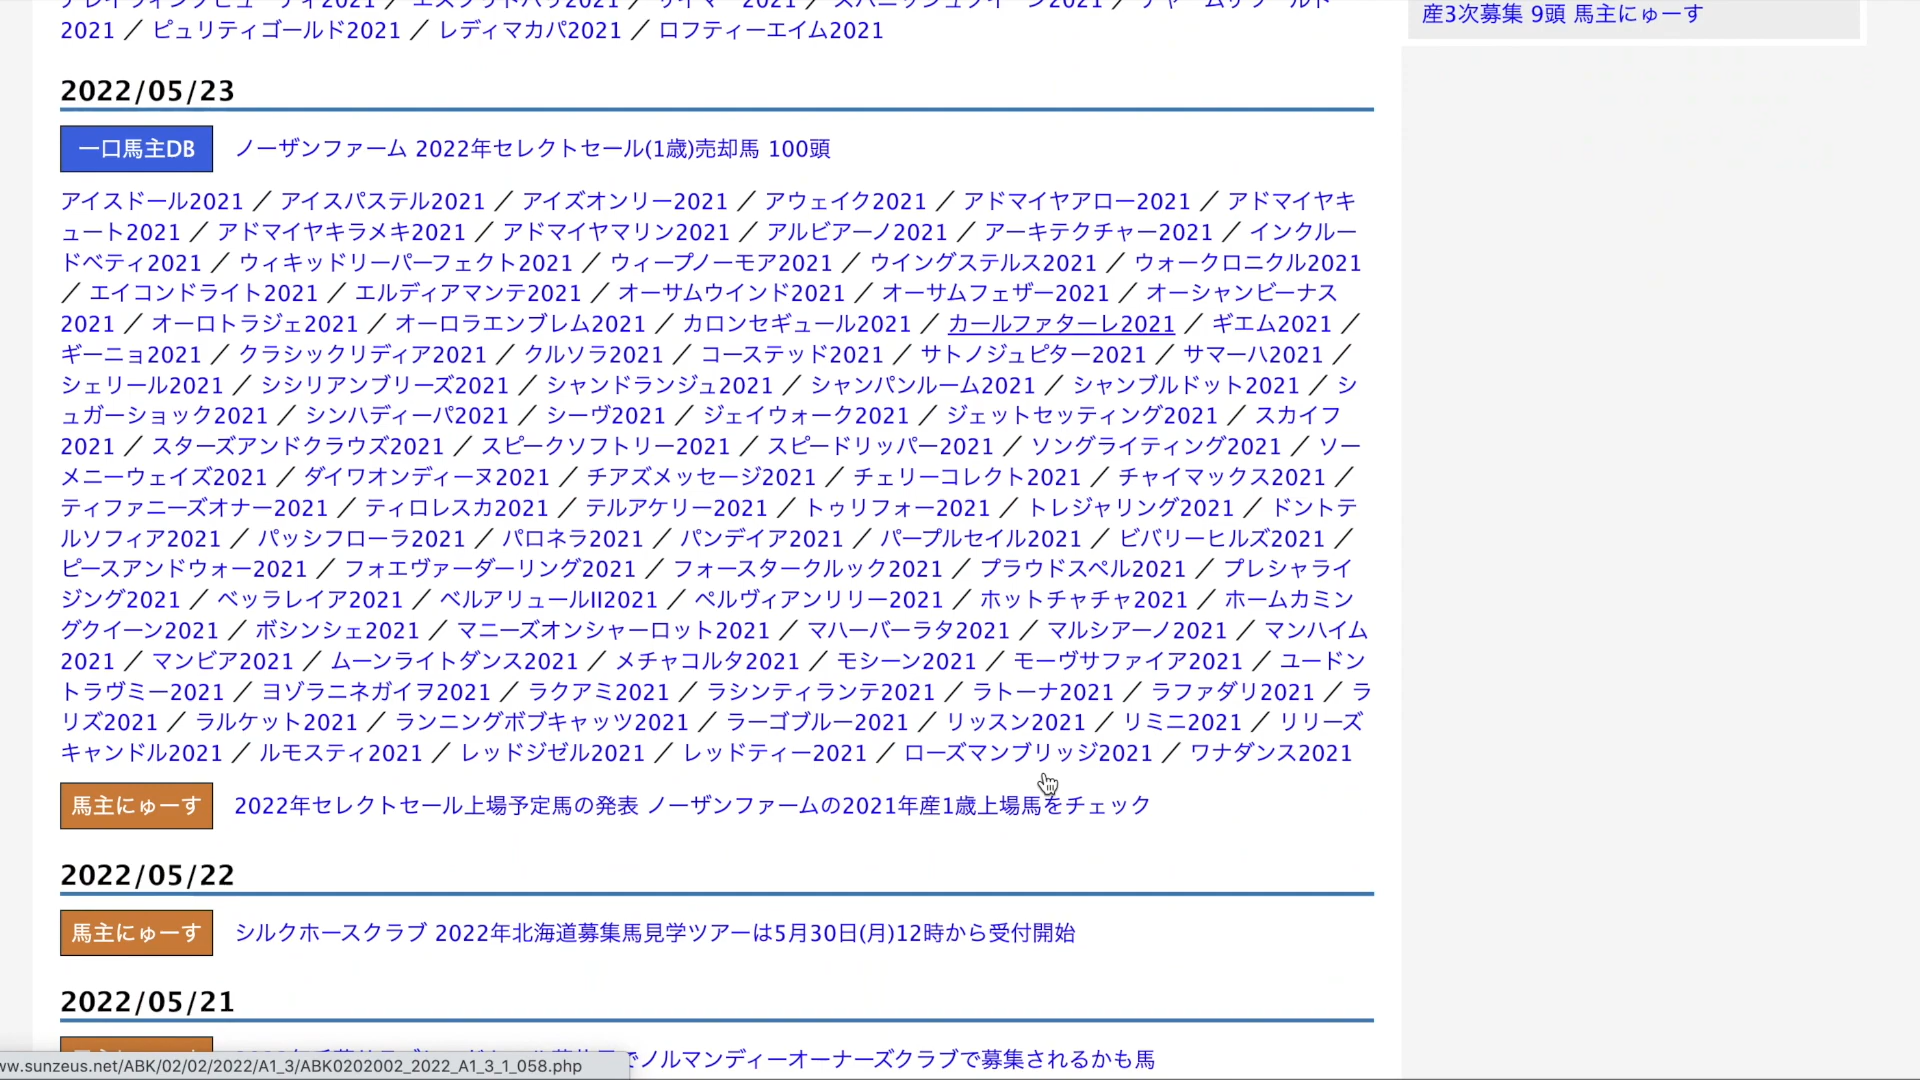 2021 ／ ピュリティゴールド2021 ／ レディマカパ2021 ／ ロフティーエイム2021
産3次募集 9頭 馬主にゅーす
2022/05/23
一口馬主DB ノーザンファーム 2022年セレクトセール(1歳)売却馬 100頭
アイスドール2021 ／ アイスパステル2021 ／ アイズオンリー2021 ／ アウェイク2021 ／ アドマイヤアロー2021 ／ アドマイヤキ
ュート2021 ／ アドマイヤキラメキ2021 ／ アドマイヤマリン2021 ／ アルビアーノ2021 ／ アーキテクチャー2021 ／ インクルー
ドベティ2021 ／ ウィキッドリーパーフェクト2021 ／ ウィープノーモア2021 ／ ウイングステルス2021 ／ ウォークロニクル2021
／ エイコンドライト2021 ／ エルディアマンテ2021 ／ オーサムウインド2021 ／ オーサムフェザー2021 ／ オーシャンビーナス
2021 ／ オーロトラジェ2021 ／ オーロラエンブレム2021 ／ カロンセギュール2021 ／ カールファターレ2021 ／ ギエム2021 ／
ギーニョ2021 ／ クラシックリディア2021 ／ クルソラ2021 ／ コーステッド2021 ／ サトノジュピター2021 ／ サマーハ2021 ／
シェリール2021 ／ シシリアンブリーズ2021 ／ シャンドランジュ2021 ／ シャンパンルーム2021 ／ シャンブルドット2021 ／ シ
ュガーショック2021 ／ シンハディーパ2021 ／ シーヴ2021 ／ ジェイウォーク2021 ／ ジェットセッティング2021 ／ スカイフ
2021 ／ スターズアンドクラウズ2021 ／ スピークソフトリー2021 ／ スピードリッパー2021 ／ ソングライティング2021 ／ ソー
メニーウェイズ2021 ／ ダイワオンディーヌ2021 ／ チアズメッセージ2021 ／ チェリーコレクト2021 ／ チャイマックス2021 ／
ティファニーズオナー2021 ／ ティロレスカ2021 ／ テルアケリー2021 ／ トゥリフォー2021 ／ トレジャリング2021 ／ ドントテ
ルソフィア2021 ／ パッシフローラ2021 ／ パロネラ2021 ／ パンデイア2021 ／ パープルセイル2021 ／ ビバリーヒルズ2021 ／
ピースアンドウォー2021 ／ フォエヴァーダーリング2021 ／ フォースタークルック2021 ／ プラウドスペル2021 ／ プレシャライ
ジング2021 ／ ベッラレイア2021 ／ ベルアリュールII2021 ／ ペルヴィアンリリー2021 ／ ホットチャチャ2021 ／ ホームカミン
グクイーン2021 ／ ボシンシェ2021 ／ マニーズオンシャーロット2021 ／ マハーバーラタ2021 ／ マルシアーノ2021 ／ マンハイム
2021 ／ マンビア2021 ／ ムーンライトダンス2021 ／ メチャコルタ2021 ／ モシーン2021 ／ モーヴサファイア2021 ／ ユードン
トラヴミー2021 ／ ヨゾラニネガイヲ2021 ／ ラクアミ2021 ／ ラシンティランテ2021 ／ ラトーナ2021 ／ ラファダリ2021 ／ ラ
リズ2021 ／ ラルケット2021 ／ ランニングボブキャッツ2021 ／ ラーゴブルー2021 ／ リッスン2021 ／ リミニ2021 ／ リリーズ
キャンドル2021 ／ ルモスティ2021 ／ レッドジゼル2021 ／ レッドティー2021 ／ ローズマンブリッジ2021 ／ ワナダンス2021
馬主にゅーす 2022年セレクトセール上場予定馬の発表 ノーザンファームの2021年産1歳上場馬をチェック
2022/05/22
馬主にゅーす シルクホースクラブ 2022年北海道募集馬見学ツアーは5月30日(月)12時から受付開始
2022/05/21
でノルマンディーオーナーズクラブで募集されるかも馬
ww.sunzeus.net/ABK/02/02/2022/A1_3/ABK0202002_2022_A1_3_1_058.php